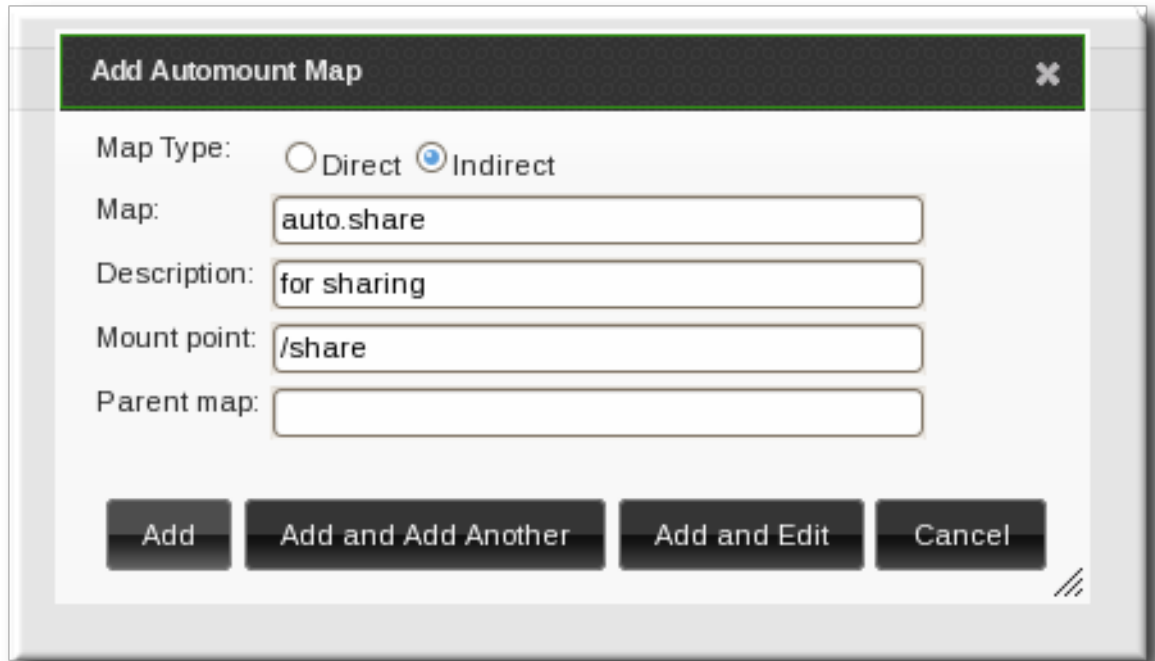 Add Automount Map
Map Type: Direct Indirect
Map: auto.share
Description: for sharing
Mount point: /share
Parent map:
Add Add and Add Another Add and Edit Cancel